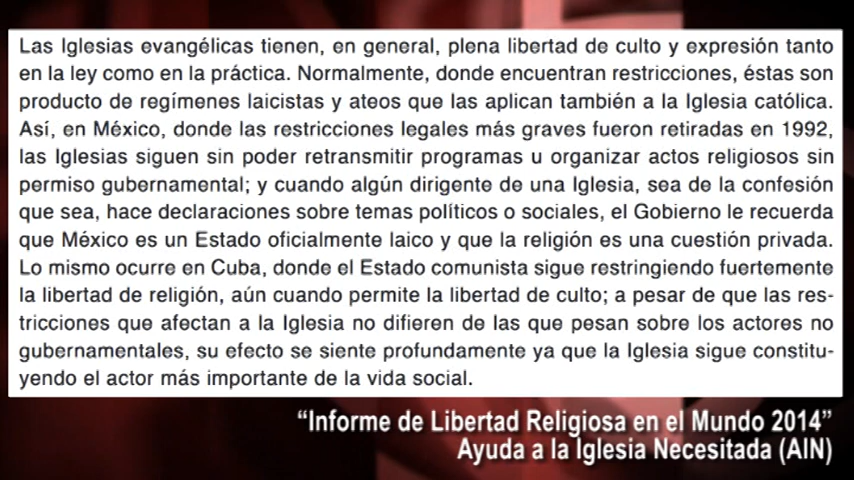 Las Iglesias evangélicas tienen, en general, plena libertad de culto y expresión tanto
en la ley como en la práctica. Normalmente, donde encuentran restricciones, éstas son
producto de regímenes laicistas y ateos que las aplican también a la Iglesia católica.
Así, en México, donde las restricciones legales más graves fueron retiradas en 1992,
las Iglesias siguen sin poder retransmitir programas u organizar actos religiosos sin
permiso gubernamental; y cuando algún dirigente de una Iglesia, sea de la confesión
que sea, hace declaraciones sobre temas políticos o sociales, el Gobierno le recuerda
que México es un Estado oficialmente laico y que la religión es una cuestión privada.
Lo mismo ocurre en Cuba, donde el Estado comunista sigue restringiendo fuertemente
la libertad de religión, aún cuando permite la libertad de culto; a pesar de que las res-
tricciones que afectan a la Iglesia no difieren de las que pesan sobre los actores no
gubernamentales, su efecto se siente profundamente ya que la Iglesia sigue constitu-
yendo el actor más importante de la vida social.
“Informe de Libertad Religiosa en el Mundo 2014”
Ayuda a la Iglesia Necesitada (AIN)